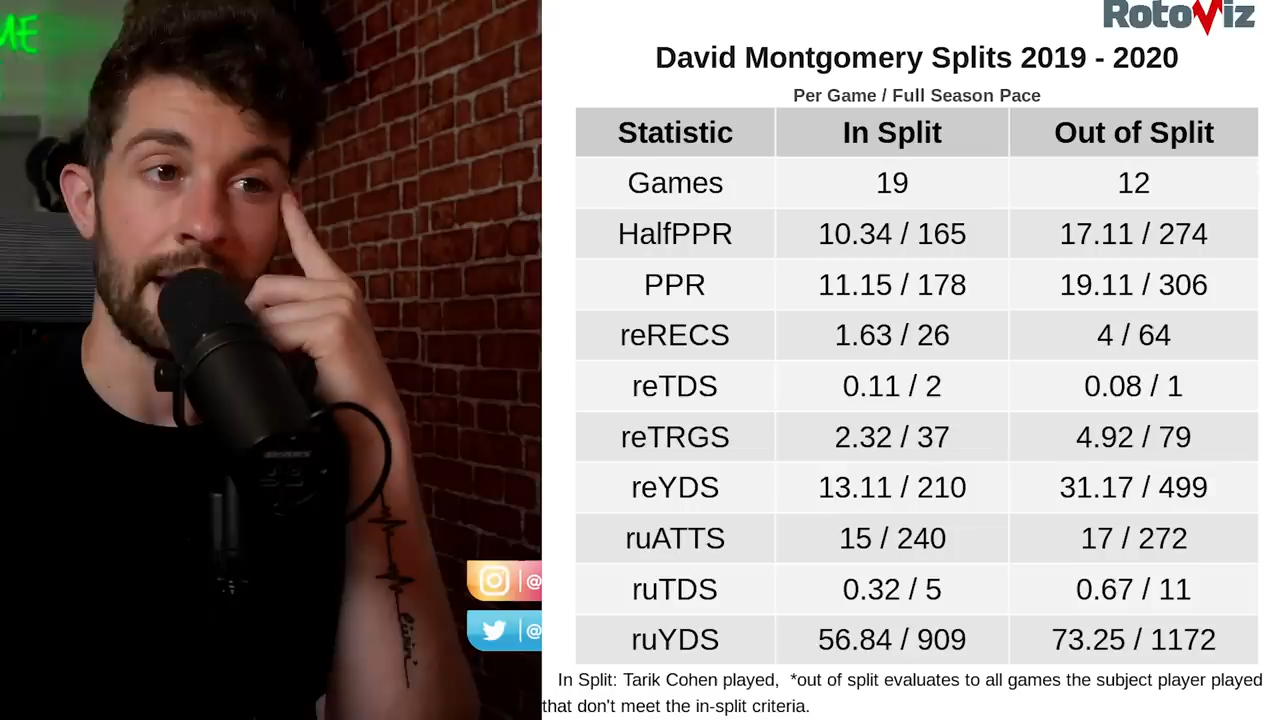 ME
RotoViz
David Montgomery Splits 2019 - 2020
Per Game / Full Season Pace
Statistic In Split Out of Split
Games 19 12
HalfPPR 10.34 / 165 17.11 / 274
PPR 11.15 / 178 19.11 / 306
reRECS 1.63 / 26 4 / 64
reTDS 0.11 / 2 0.08 / 1
reTRGS 2.32 / 37 4.92 / 79
reYDS 13.11 / 210 31.17 / 499
ruATTS 15 / 240 17 / 272
ruTDS 0.32 / 5 0.67 / 11
ruYDS 56.84 / 909 73.25 / 1172
In Split: Tarik Cohen played, *out of split evaluates to all games the subject player played
that don't meet the in-split criteria.
|@
|@